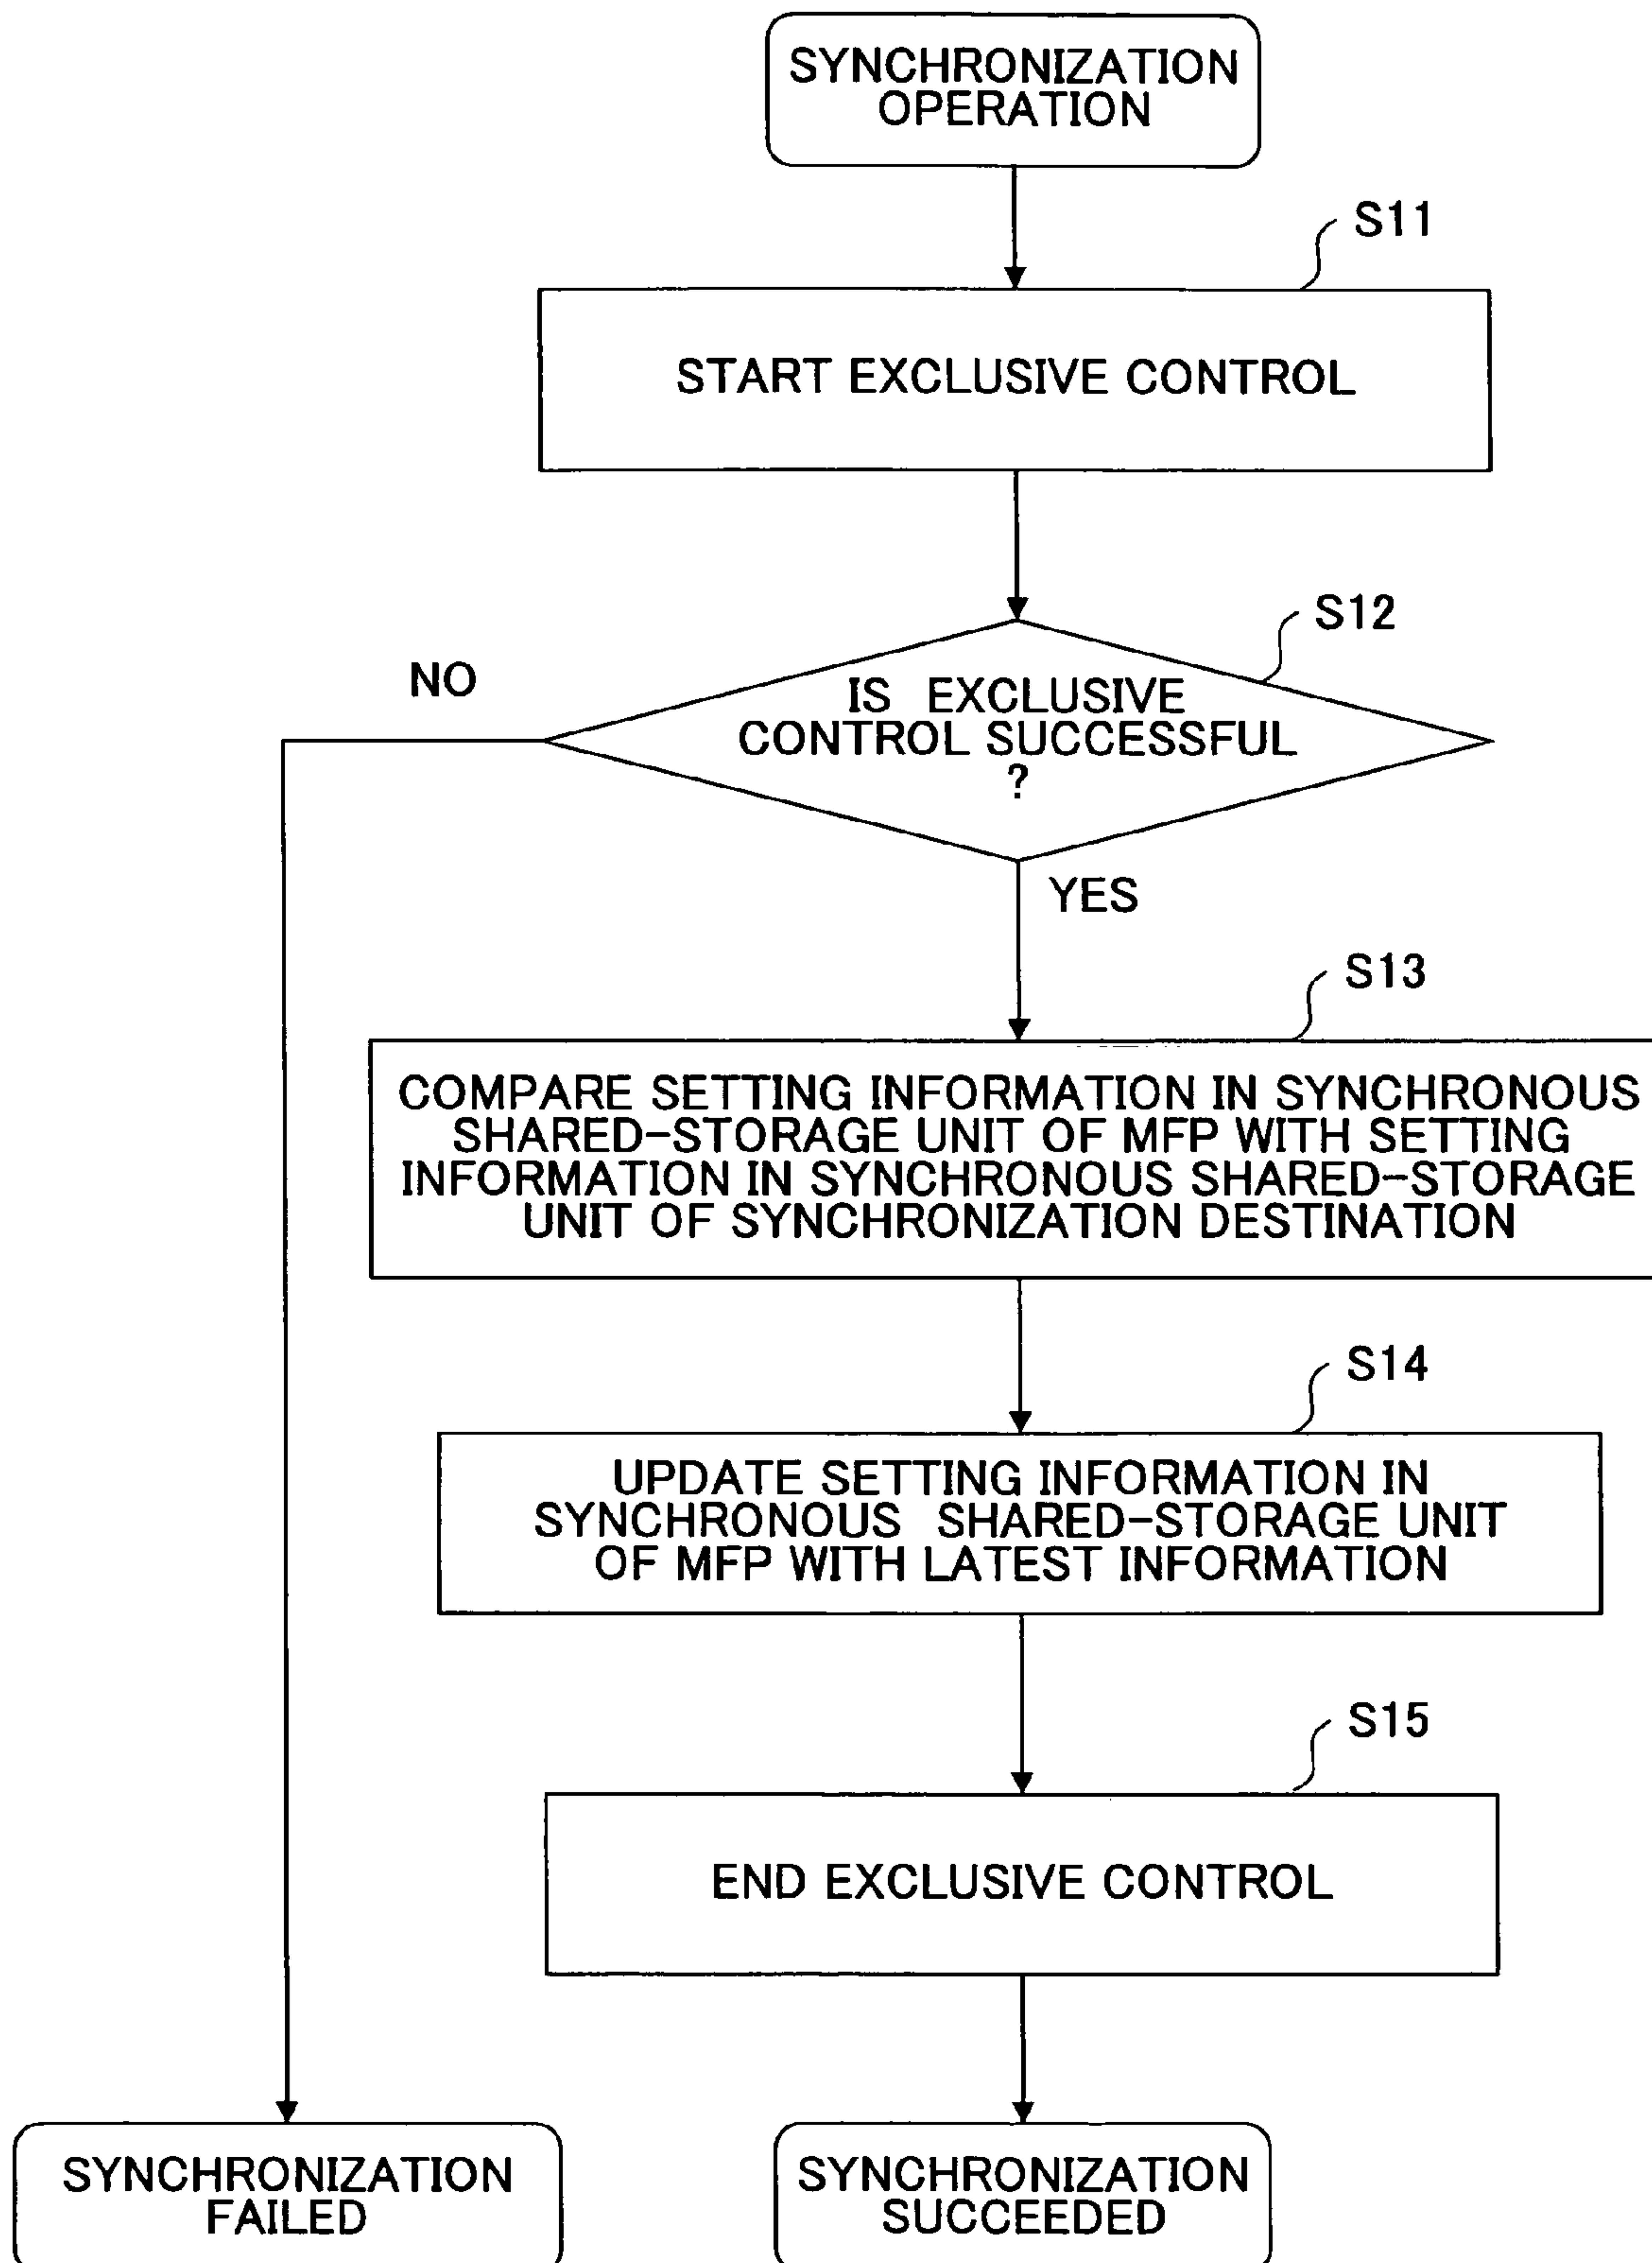 SYNCHRONIZATION
OPERATION
S11
START EXCLUSIVE CONTROL
S12
NO
IS EXCLUSIVE
CONTROL SUCCESSFUL
?
YES
S13
COMPARE SETTING INFORMATION IN SYNCHRONOUS
SHARED-STORAGE UNIT OF MFP WITH SETTING
INFORMATION IN SYNCHRONOUS SHARED-STORAGE
UNIT OF SYNCHRONIZATION DESTINATION
S14
UPDATE SETTING INFORMATION IN
SYNCHRONOUS SHARED-STORAGE UNIT
OF MFP WITH LATEST INFORMATION
S15
END EXCLUSIVE CONTROL
SYNCHRONIZATION
FAILED
SYNCHRONIZATION
SUCCEEDED